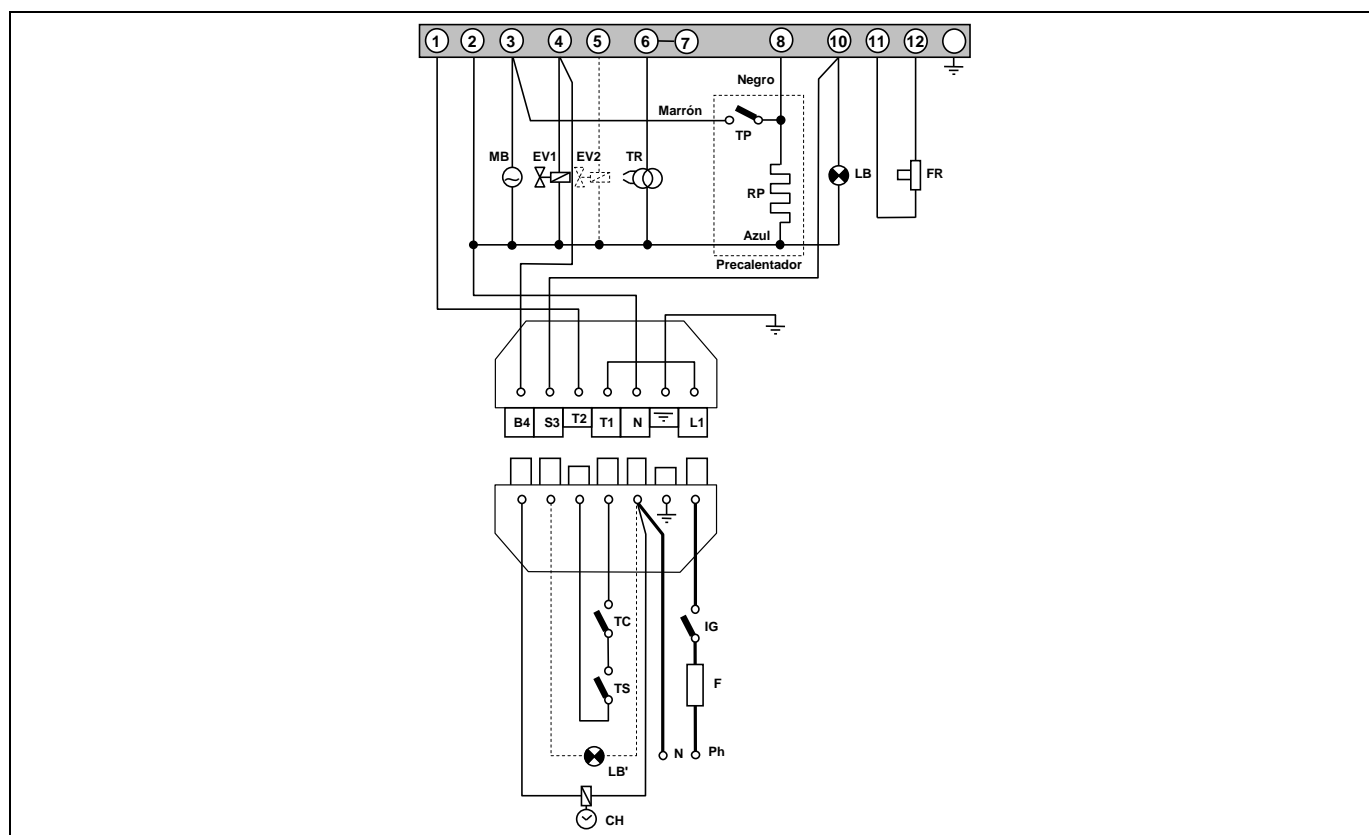 1 2 3 4 5 6 7 8 10 11 12
Negro
Marrón
TP
MB EV1 EV2 TR
LB FR
RP
Azul
Precalentador
B4 S3 T2 T1 N L1
TC
IG
TS
F
N Ph
LB'
CH